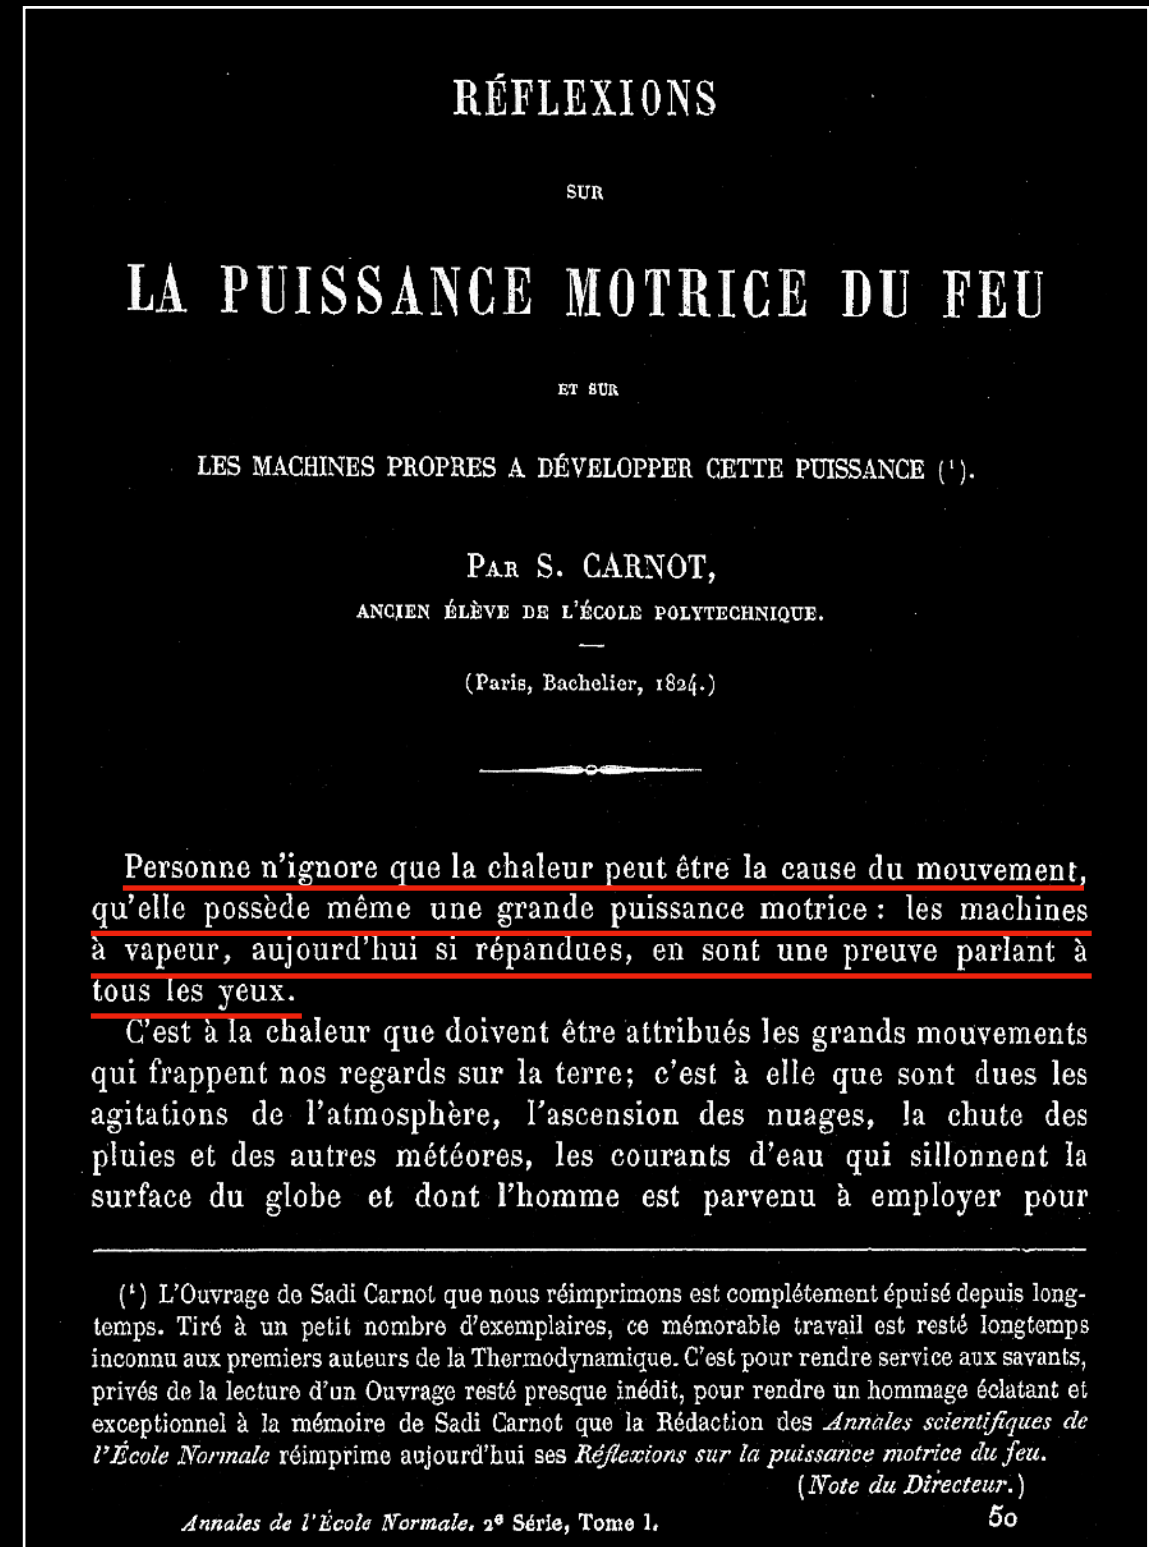 RÉFLEXIONS
SUR
LA PUISSANCE MOTRICE DU FEU
ET SUR
LES MACHINES PROPRES A DÉVELOPPER CETTE PUISSANCE (¹).
PAR S. CARNOT,
ANCIEN ÉLÈVE DE L'ÉCOLE POLYTECHNIQUE.
(Paris, Bachelier, 1824.)
Personne n'ignore que la chaleur peut être la cause du mouvement,
qu'elle possède même une grande puissance motrice : les machines
à vapeur, aujourd'hui si répandues, en sont une preuve parlant à
tous les yeux.
C'est à la chaleur que doivent être attribués les grands mouvements
qui frappent nos regards sur la terre; c'est à elle que sont dues les
agitations de l'atmosphère, l'ascension des nuages, la chute des
pluies et des autres météores, les courants d'eau qui sillonnent la
surface du globe et dont l'homme est parvenu à employer pour
(¹) L'Ouvrage de Sadi Carnot que nous réimprimons est complétement épuisé depuis long-
temps. Tiré à un petit nombre d'exemplaires, ce mémorable travail est resté longtemps
inconnu aux premiers auteurs de la Thermodynamique. C'est pour rendre service aux savants,
privés de la lecture d'un Ouvrage resté presque inédit, pour rendre un hommage éclatant et
exceptionnel à la mémoire de Sadi Carnot que la Rédaction des Annales scientifiques de
l'École Normale réimprime aujourd'hui ses Réflexions sur la puissance motrice du feu.
(Note du Directeur.)
Annales de l'École Normale. 2ᵉ Série, Tome 1. 50